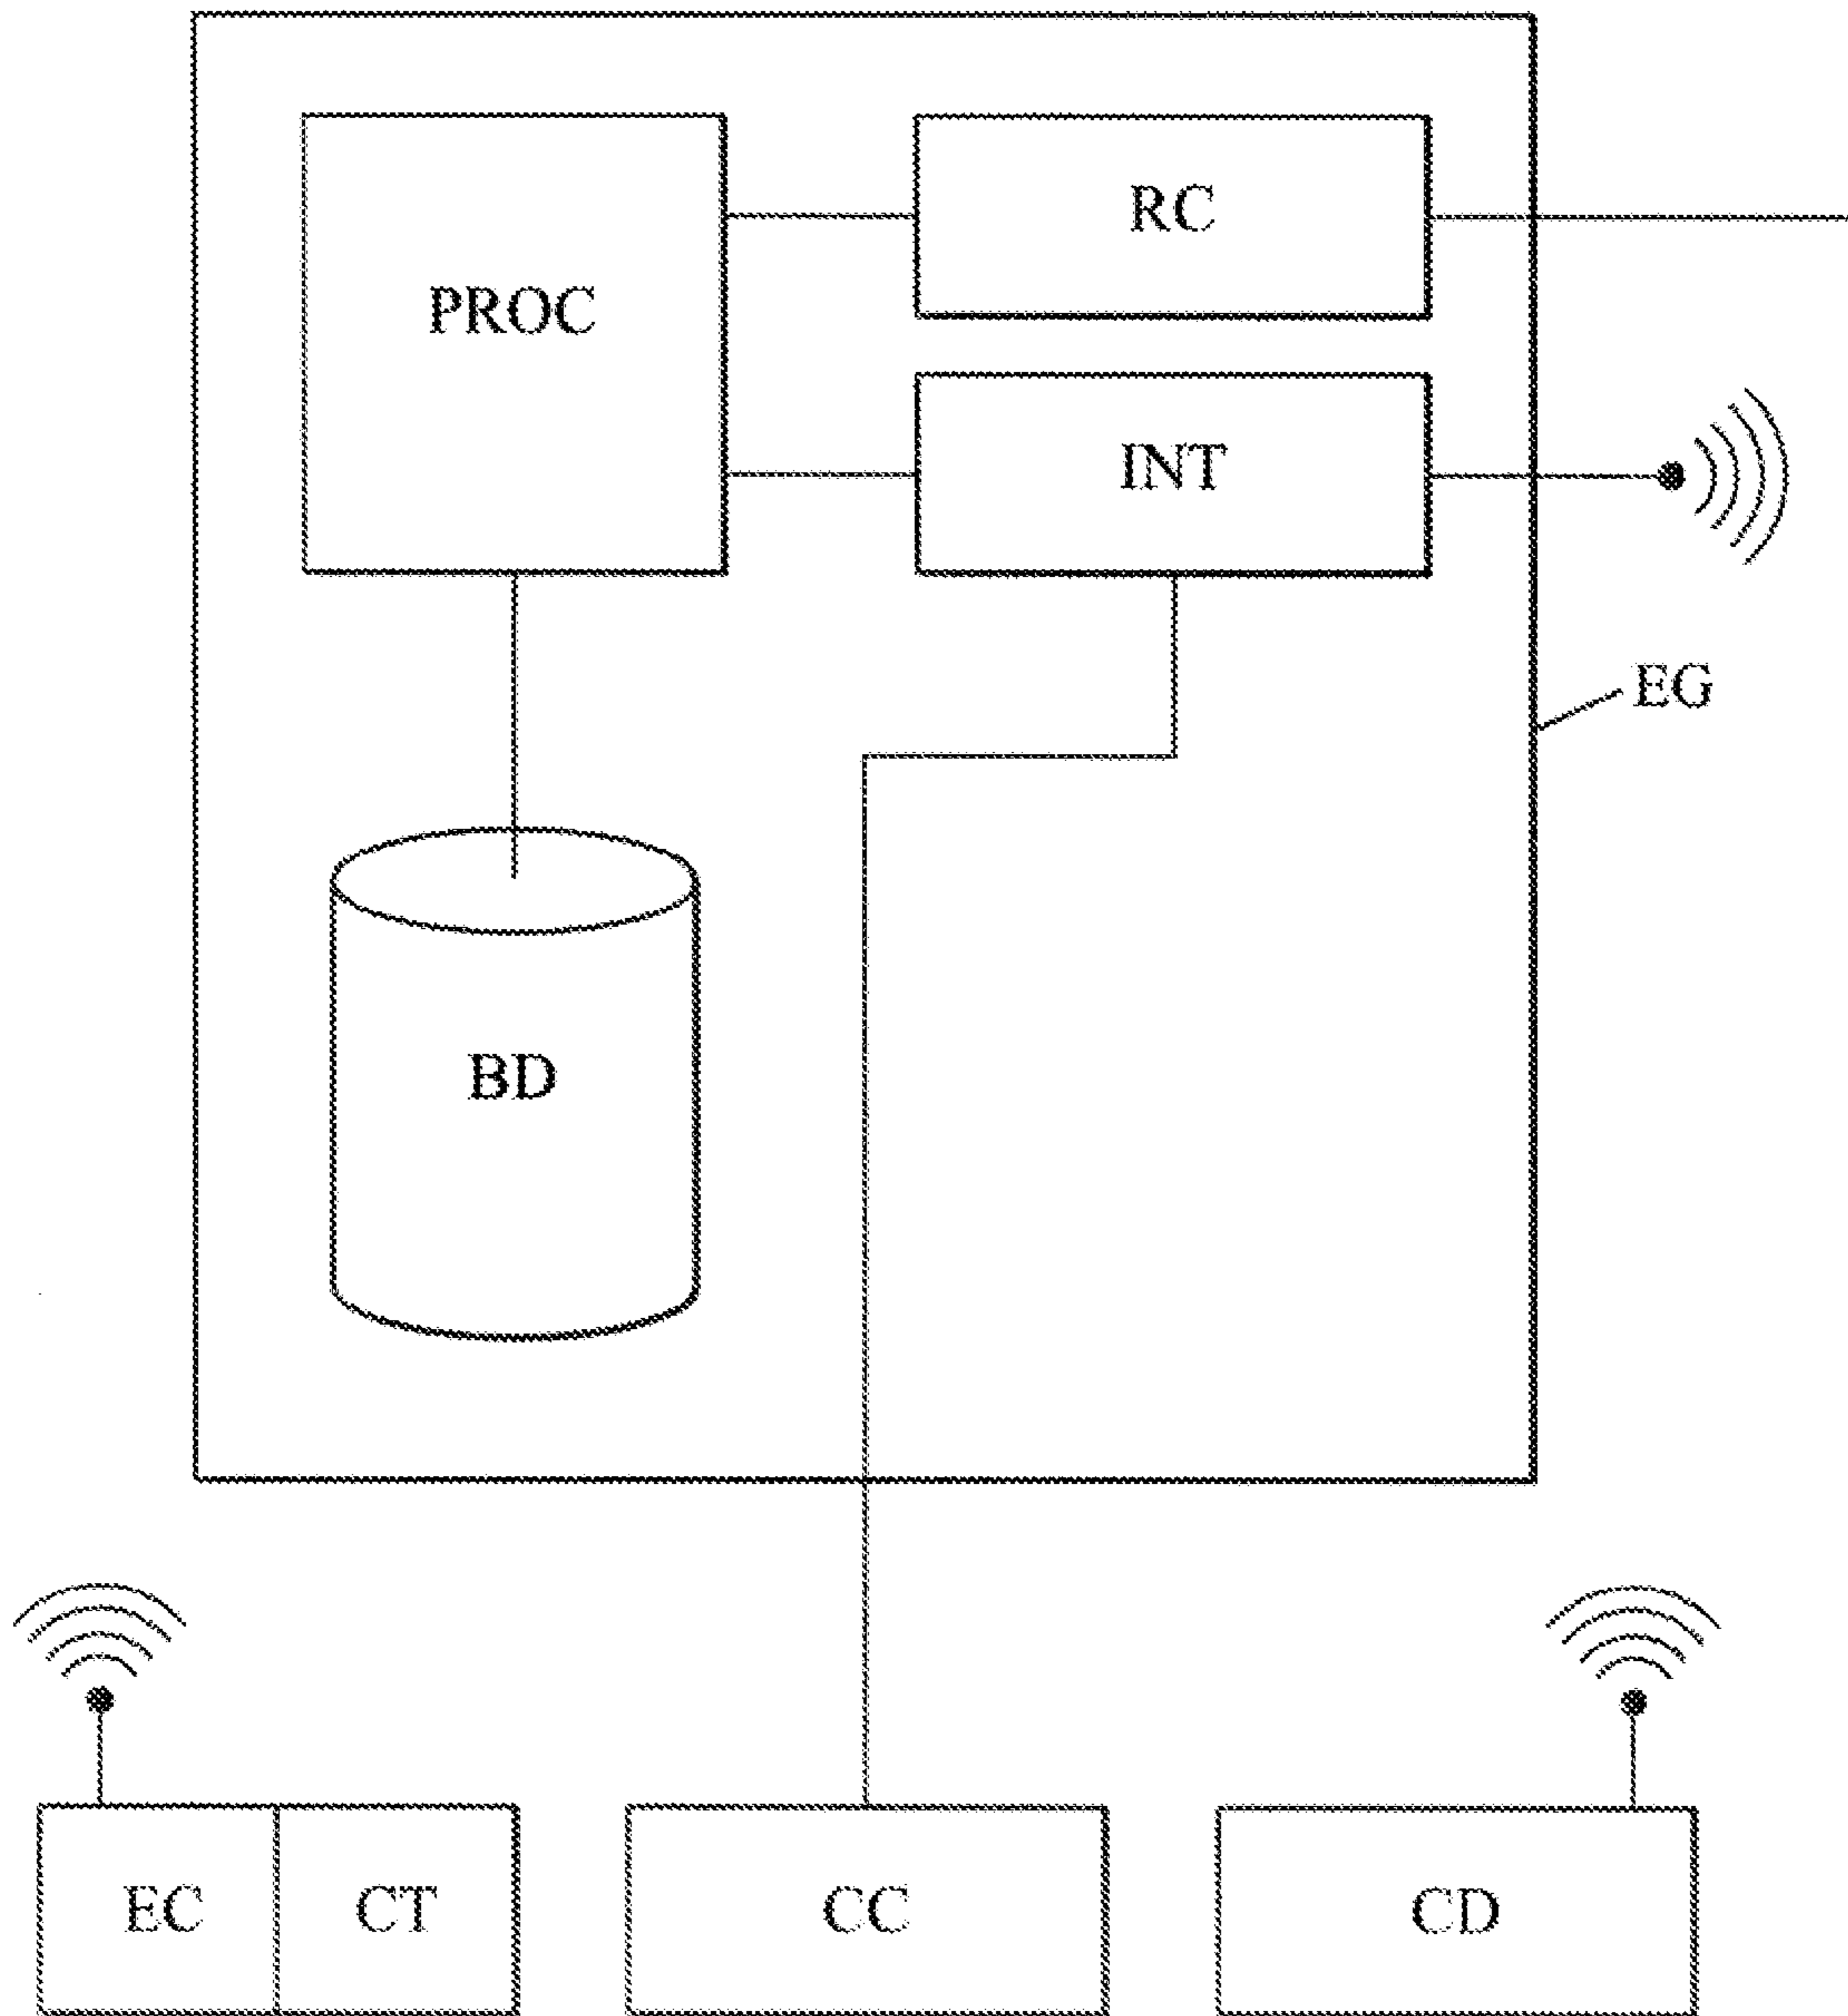 RC
PROC
INT
EG
BD
EC CT CC CD